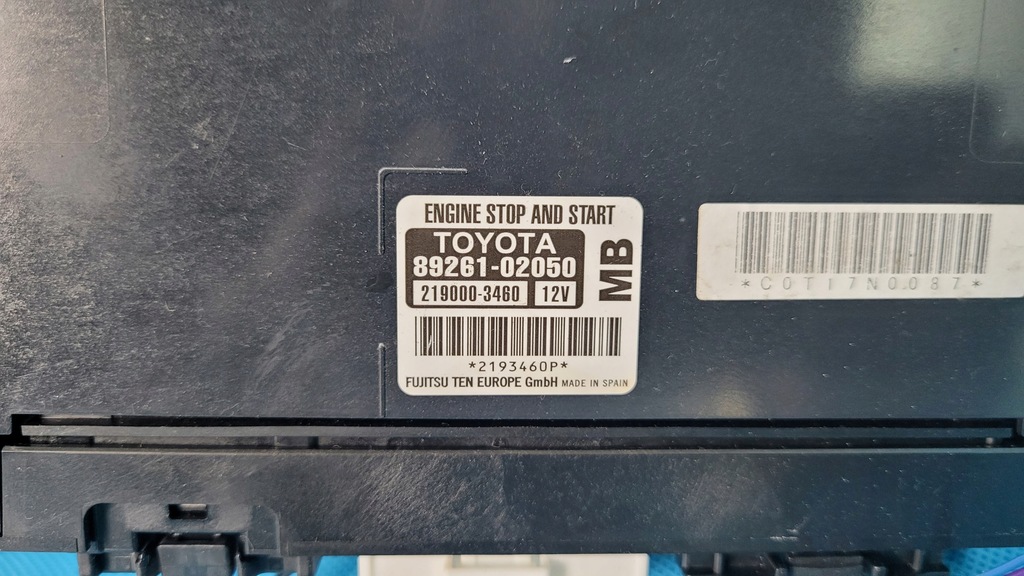 ENGINE STOP AND START
TOYOTA
89261-02050
219000-3460 12V
MB
*2193460P*
FUJITSU TEN EUROPE GmbH MADE IN SPAIN
*C0T17N0087*